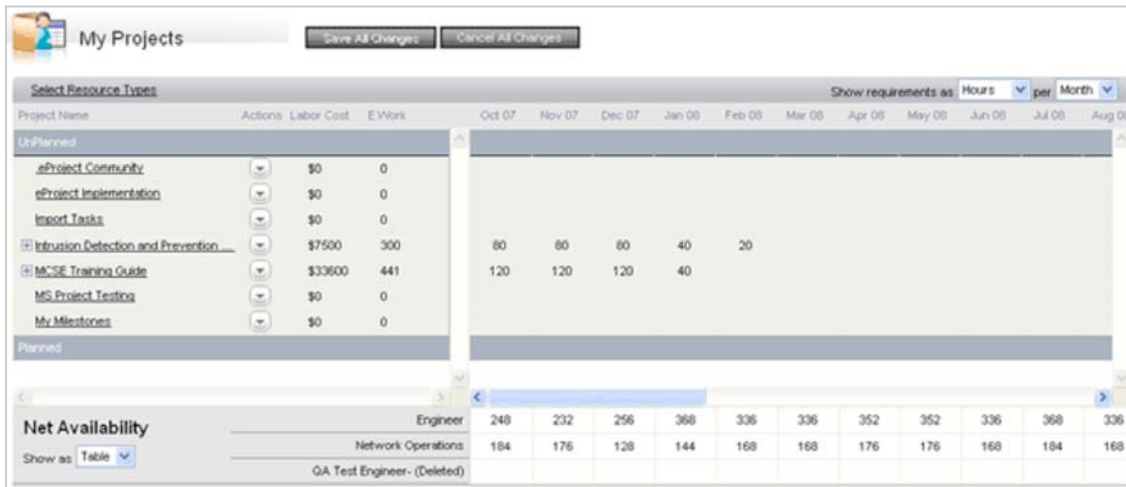 My Projects Save All Changes Cancel All Changes
Select Resource Types Show requirements as Hours per Month
Project Name Actions Labor Cost E.Work Oct 07 Nov 07 Dec 07 Jan 08 Feb 08 Mar 08 Apr 08 May 08 Jun 08 Jul 08 Aug
UnPlanned
.eProject Community $0 0
eProject Implementation $0 0
Import Tasks $0 0
Intrusion Detection and Prevention ... $7500 300 80 80 80 40 20
MCSE Training Guide $33600 441 120 120 120 40
MS Project Testing $0 0
My Milestones $0 0
Planned
Net Availability
Show as Table
Engineer 248 232 256 368 336 336 352 352 336 368 336
Network Operations 184 176 128 144 168 168 176 176 168 184 168
QA Test Engineer- (Deleted)